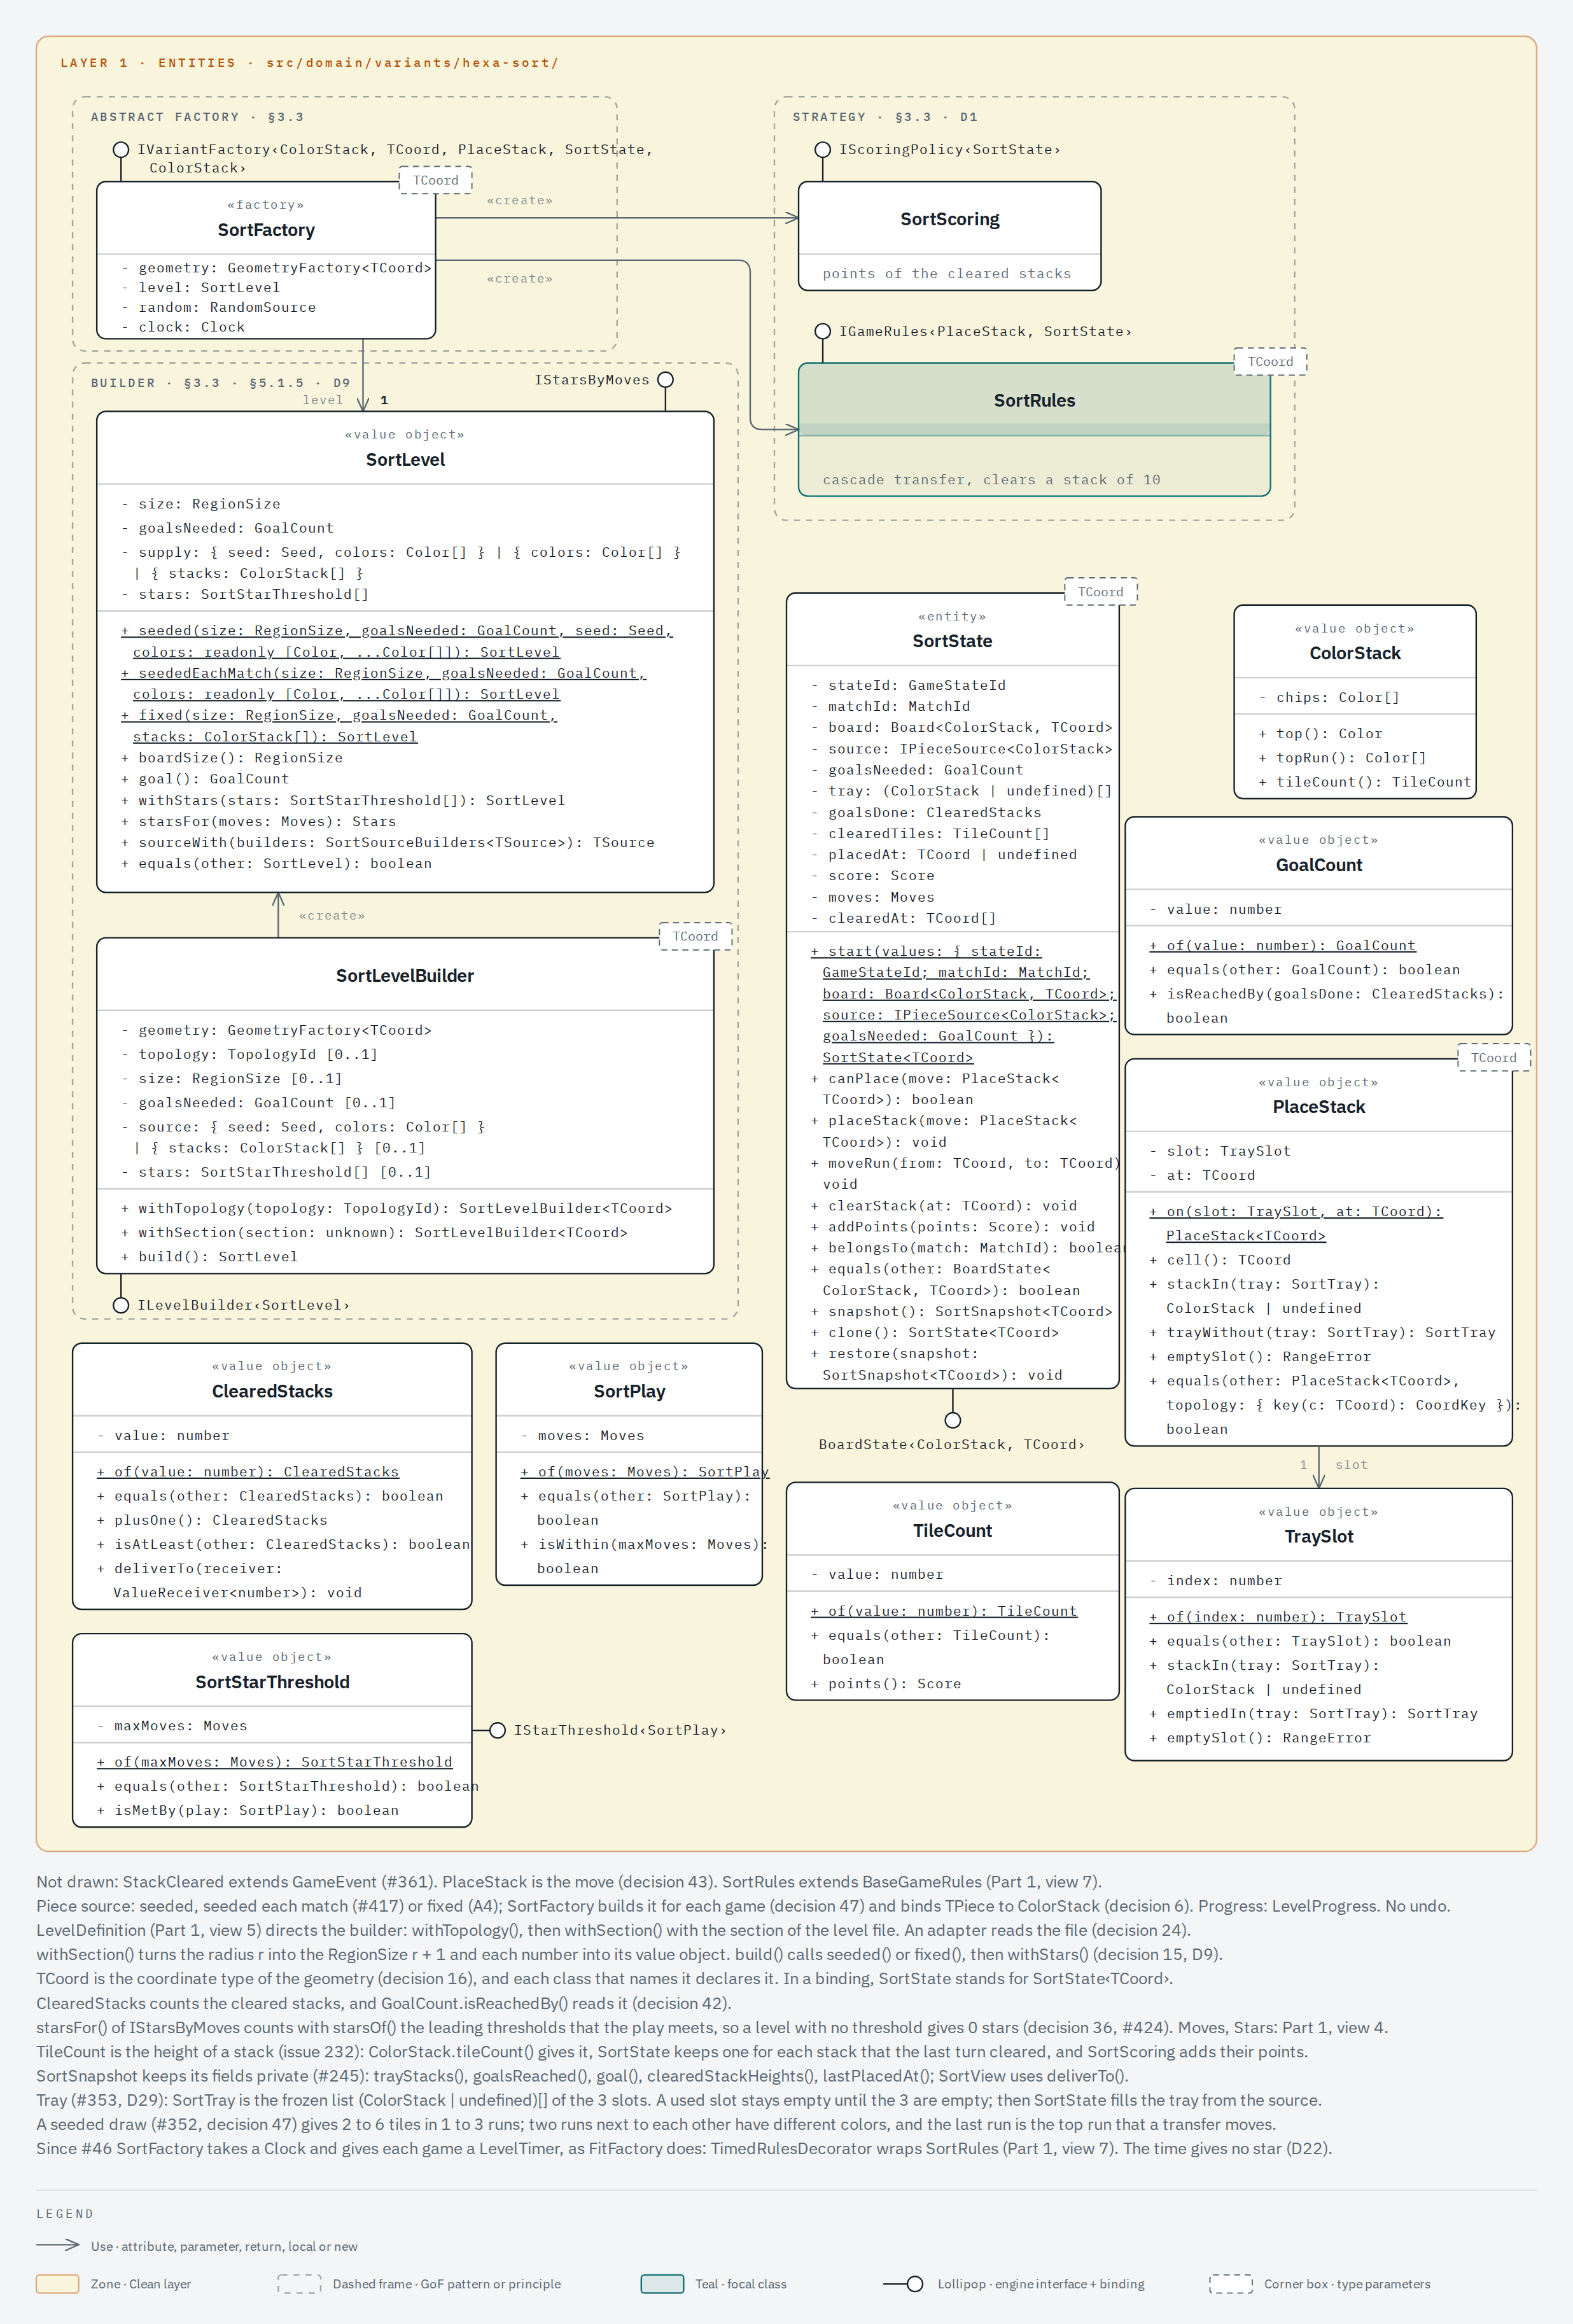 LAYER 1 · ENTITIES · src/domain/variants/hexa-sort/
ABSTRACT FACTORY · §3.3
IVariantFactory‹ColorStack, TCoord, PlaceStack, SortState,
ColorStack›
TCoord
«factory»
SortFactory
- geometry: GeometryFactory<TCoord>
- level: SortLevel
- random: RandomSource
- clock: Clock
«create»
«create»
STRATEGY · §3.3 · D1
IScoringPolicy‹SortState›
SortScoring
points of the cleared stacks
IGameRules‹PlaceStack, SortState›
TCoord
SortRules
cascade transfer, clears a stack of 10
BUILDER · §3.3 · §5.1.5 · D9
level
1
IStarsByMoves
«value object»
SortLevel
- size: RegionSize
- goalsNeeded: GoalCount
- supply: { seed: Seed, colors: Color[] } | { colors: Color[] }
| { stacks: ColorStack[] }
- stars: SortStarThreshold[]
+ seeded(size: RegionSize, goalsNeeded: GoalCount, seed: Seed,
colors: readonly [Color, ...Color[]]): SortLevel
+ seededEachMatch(size: RegionSize, goalsNeeded: GoalCount,
colors: readonly [Color, ...Color[]]): SortLevel
+ fixed(size: RegionSize, goalsNeeded: GoalCount,
stacks: ColorStack[]): SortLevel
+ boardSize(): RegionSize
+ goal(): GoalCount
+ withStars(stars: SortStarThreshold[]): SortLevel
+ starsFor(moves: Moves): Stars
+ sourceWith(builders: SortSourceBuilders<TSource>): TSource
+ equals(other: SortLevel): boolean
«create»
TCoord
SortLevelBuilder
- geometry: GeometryFactory<TCoord>
- topology: TopologyId [0..1]
- size: RegionSize [0..1]
- goalsNeeded: GoalCount [0..1]
- source: { seed: Seed, colors: Color[] }
| { stacks: ColorStack[] } [0..1]
- stars: SortStarThreshold[] [0..1]
+ withTopology(topology: TopologyId): SortLevelBuilder<TCoord>
+ withSection(section: unknown): SortLevelBuilder<TCoord>
+ build(): SortLevel
ILevelBuilder‹SortLevel›
TCoord
«entity»
SortState
- stateId: GameStateId
- matchId: MatchId
- board: Board<ColorStack, TCoord>
- source: IPieceSource<ColorStack>
- goalsNeeded: GoalCount
- tray: (ColorStack | undefined)[]
- goalsDone: ClearedStacks
- clearedTiles: TileCount[]
- placedAt: TCoord | undefined
- score: Score
- moves: Moves
- clearedAt: TCoord[]
+ start(values: { stateId:
GameStateId; matchId: MatchId;
board: Board<ColorStack, TCoord>;
source: IPieceSource<ColorStack>;
goalsNeeded: GoalCount }):
SortState<TCoord>
+ canPlace(move: PlaceStack<
TCoord>): boolean
+ placeStack(move: PlaceStack<
TCoord>): void
+ moveRun(from: TCoord, to: TCoord)
void
+ clearStack(at: TCoord): void
+ addPoints(points: Score): void
+ belongsTo(match: MatchId): boolean
+ equals(other: BoardState<
ColorStack, TCoord>): boolean
+ snapshot(): SortSnapshot<TCoord>
+ clone(): SortState<TCoord>
+ restore(snapshot:
SortSnapshot<TCoord>): void
BoardState‹ColorStack, TCoord›
«value object»
ColorStack
- chips: Color[]
+ top(): Color
+ topRun(): Color[]
+ tileCount(): TileCount
«value object»
GoalCount
- value: number
+ of(value: number): GoalCount
+ equals(other: GoalCount): boolean
+ isReachedBy(goalsDone: ClearedStacks):
boolean
TCoord
«value object»
PlaceStack
- slot: TraySlot
- at: TCoord
+ on(slot: TraySlot, at: TCoord):
PlaceStack<TCoord>
+ cell(): TCoord
+ stackIn(tray: SortTray):
ColorStack | undefined
+ trayWithout(tray: SortTray): SortTray
+ emptySlot(): RangeError
+ equals(other: PlaceStack<TCoord>,
topology: { key(c: TCoord): CoordKey }):
boolean
1
slot
«value object»
ClearedStacks
- value: number
+ of(value: number): ClearedStacks
+ equals(other: ClearedStacks): boolean
+ plusOne(): ClearedStacks
+ isAtLeast(other: ClearedStacks): boolean
+ deliverTo(receiver:
ValueReceiver<number>): void
«value object»
SortPlay
- moves: Moves
+ of(moves: Moves): SortPlay
+ equals(other: SortPlay):
boolean
+ isWithin(maxMoves: Moves):
boolean
«value object»
TileCount
- value: number
+ of(value: number): TileCount
+ equals(other: TileCount):
boolean
+ points(): Score
«value object»
TraySlot
- index: number
+ of(index: number): TraySlot
+ equals(other: TraySlot): boolean
+ stackIn(tray: SortTray):
ColorStack | undefined
+ emptiedIn(tray: SortTray): SortTray
+ emptySlot(): RangeError
«value object»
SortStarThreshold
- maxMoves: Moves
+ of(maxMoves: Moves): SortStarThreshold
+ equals(other: SortStarThreshold): boolean
+ isMetBy(play: SortPlay): boolean
IStarThreshold‹SortPlay›
Not drawn: StackCleared extends GameEvent (#361). PlaceStack is the move (decision 43). SortRules extends BaseGameRules (Part 1, view 7).
Piece source: seeded, seeded each match (#417) or fixed (A4); SortFactory builds it for each game (decision 47) and binds TPiece to ColorStack (decision 6). Progress: LevelProgress. No undo.
LevelDefinition (Part 1, view 5) directs the builder: withTopology(), then withSection() with the section of the level file. An adapter reads the file (decision 24).
withSection() turns the radius r into the RegionSize r + 1 and each number into its value object. build() calls seeded() or fixed(), then withStars() (decision 15, D9).
TCoord is the coordinate type of the geometry (decision 16), and each class that names it declares it. In a binding, SortState stands for SortState‹TCoord›.
ClearedStacks counts the cleared stacks, and GoalCount.isReachedBy() reads it (decision 42).
starsFor() of IStarsByMoves counts with starsOf() the leading thresholds that the play meets, so a level with no threshold gives 0 stars (decision 36, #424). Moves, Stars: Part 1, view 4.
TileCount is the height of a stack (issue 232): ColorStack.tileCount() gives it, SortState keeps one for each stack that the last turn cleared, and SortScoring adds their points.
SortSnapshot keeps its fields private (#245): trayStacks(), goalsReached(), goal(), clearedStackHeights(), lastPlacedAt(); SortView uses deliverTo().
Tray (#353, D29): SortTray is the frozen list (ColorStack | undefined)[] of the 3 slots. A used slot stays empty until the 3 are empty; then SortState fills the tray from the source.
A seeded draw (#352, decision 47) gives 2 to 6 tiles in 1 to 3 runs; two runs next to each other have different colors, and the last run is the top run that a transfer moves.
Since #46 SortFactory takes a Clock and gives each game a LevelTimer, as FitFactory does: TimedRulesDecorator wraps SortRules (Part 1, view 7). The time gives no star (D22).
LEGEND
Use · attribute, parameter, return, local or new
Zone · Clean layer
Dashed frame · GoF pattern or principle
Teal · focal class
Lollipop · engine interface + binding
Corner box · type parameters